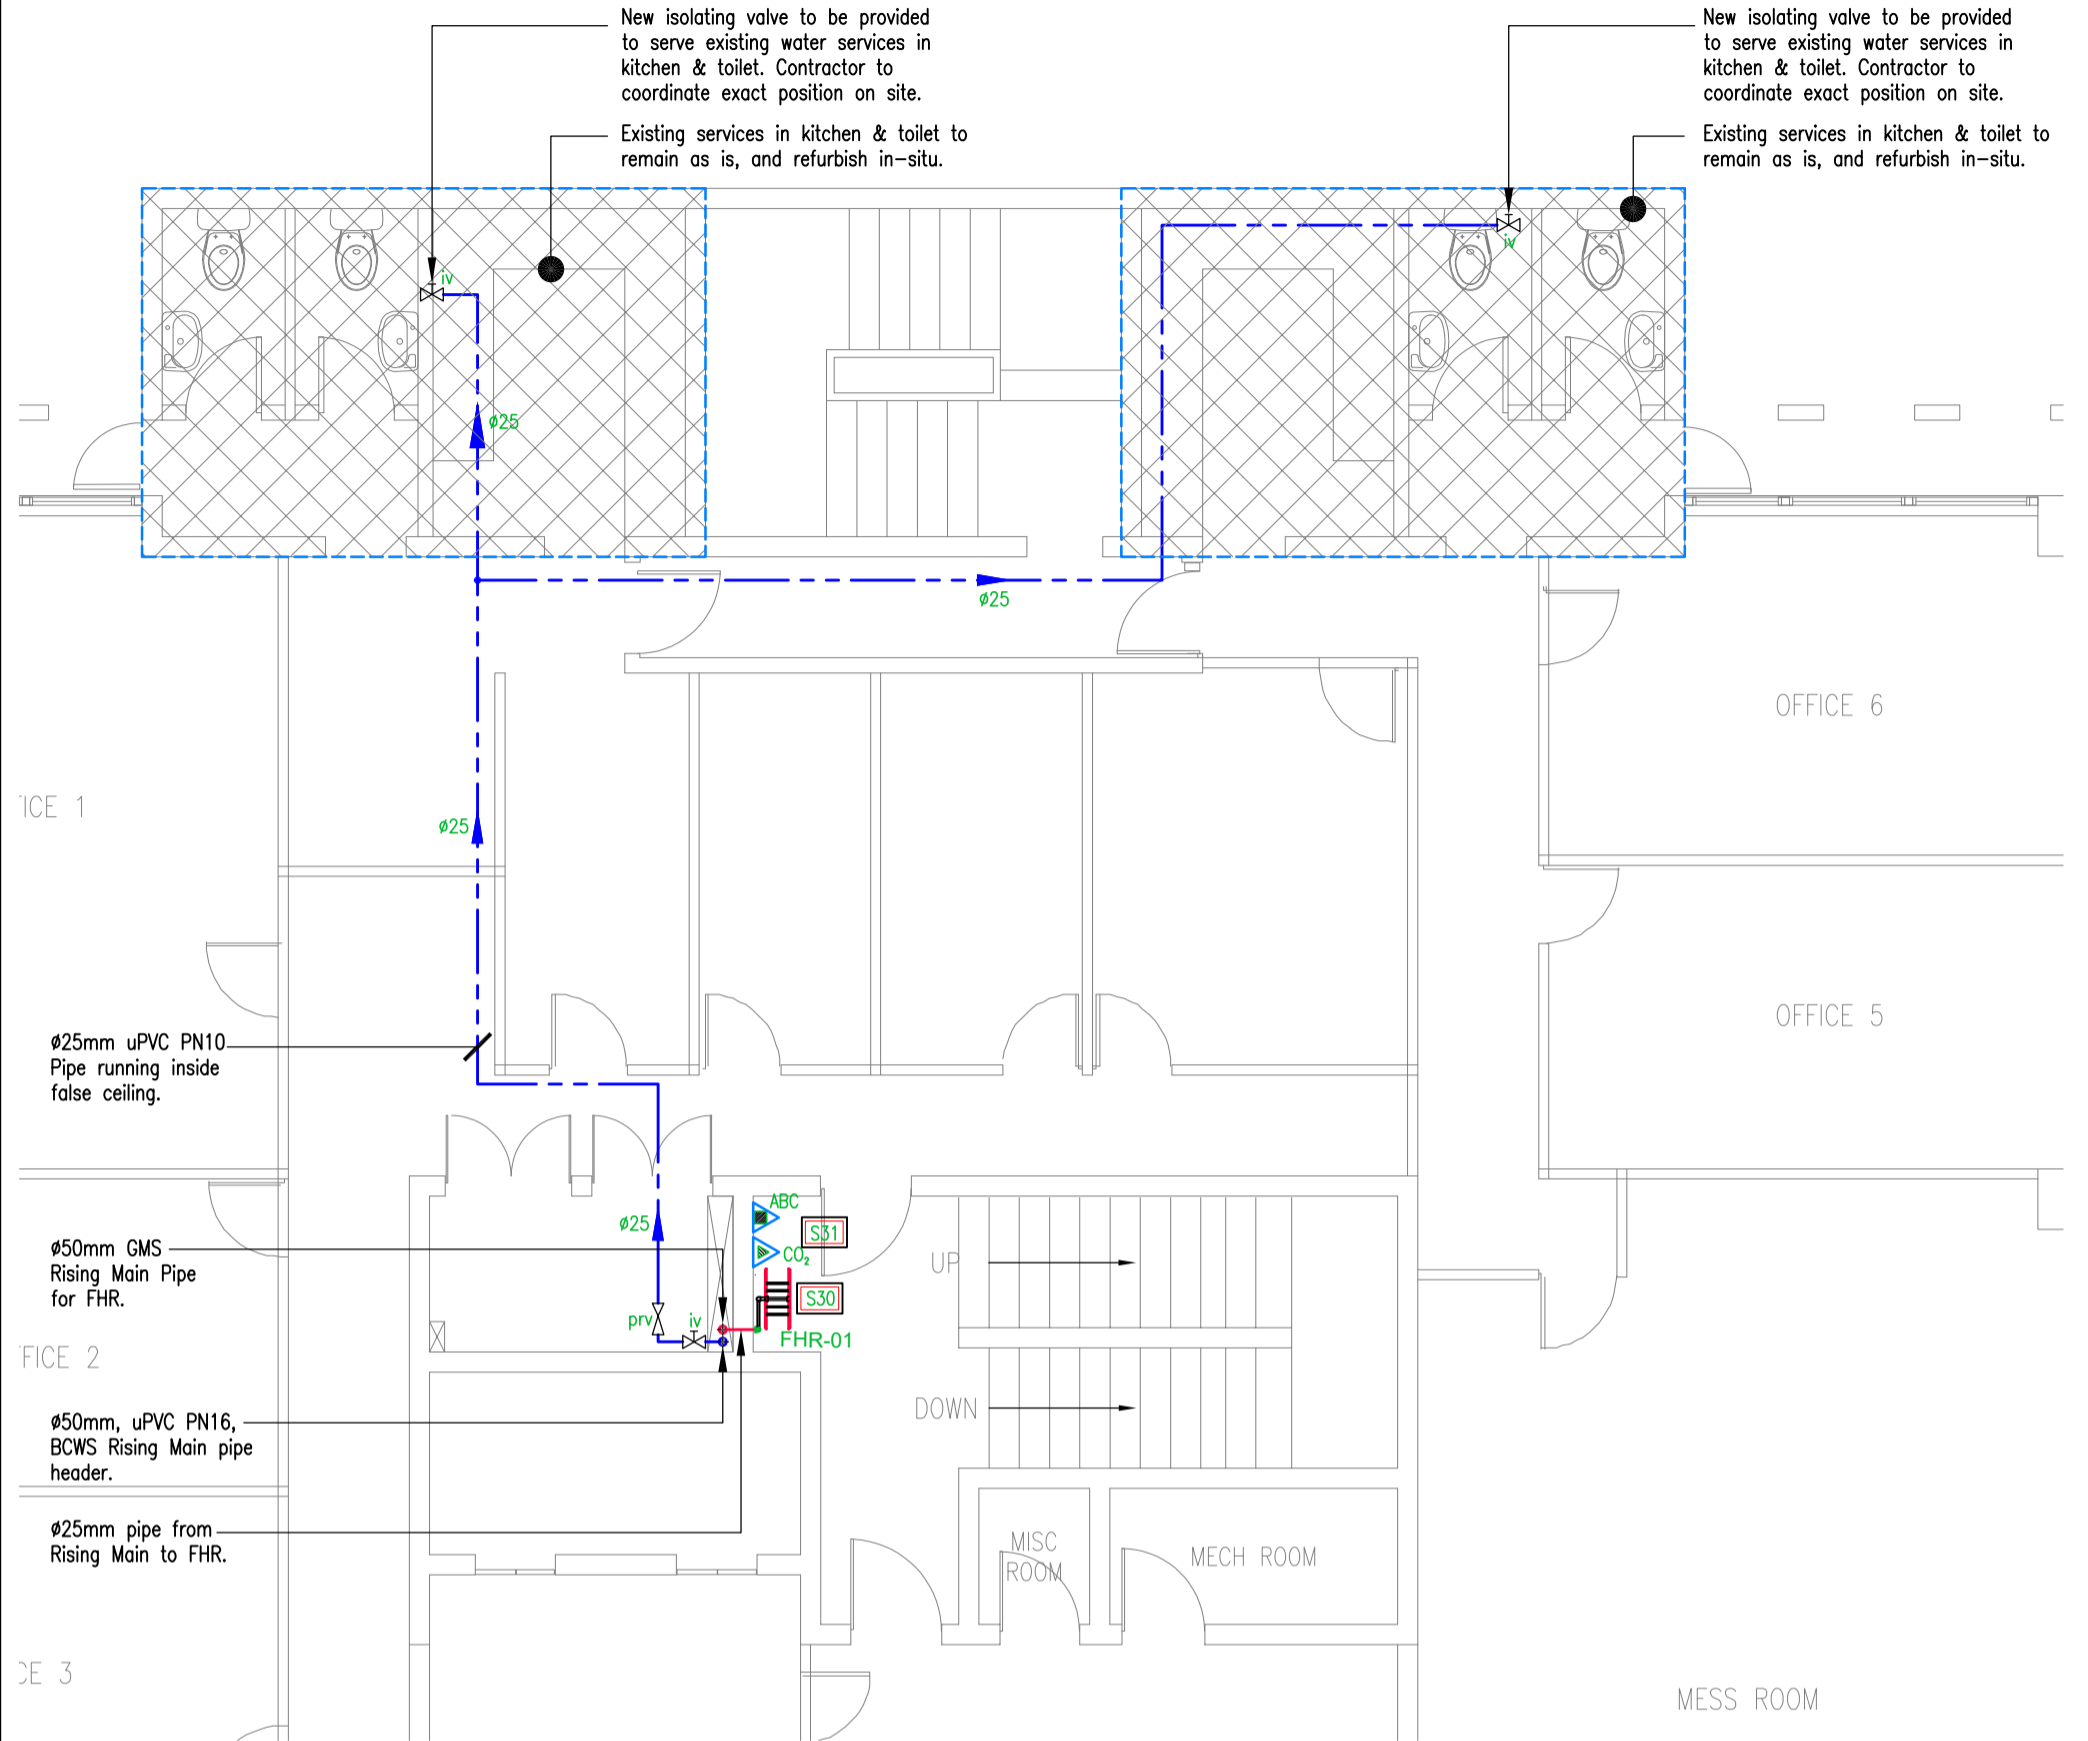 New isolating valve to be provided
to serve existing water services in
kitchen & toilet. Contractor to
coordinate exact position on site.
Existing services in kitchen & toilet to
remain as is, and refurbish in-situ.
New isolating valve to be provided
to serve existing water services in
kitchen & toilet. Contractor to
coordinate exact position on site.
Existing services in kitchen & toilet to
remain as is, and refurbish in-situ.
iv
iv
ø25
ø25
OFFICE 6
ICE 1
ø25
OFFICE 5
ø25mm uPVC PN10
Pipe running inside
false ceiling.
ABC
ø25
S31
CO₂
ø50mm GMS
Rising Main Pipe
for FHR.
UP
S30
prv
iv
FHR-01
FICE 2
DOWN
ø50mm, uPVC PN16,
BCWS Rising Main pipe
header.
ø25mm pipe from
Rising Main to FHR.
MISC
ROOM
MECH ROOM
CE 3
MESS ROOM